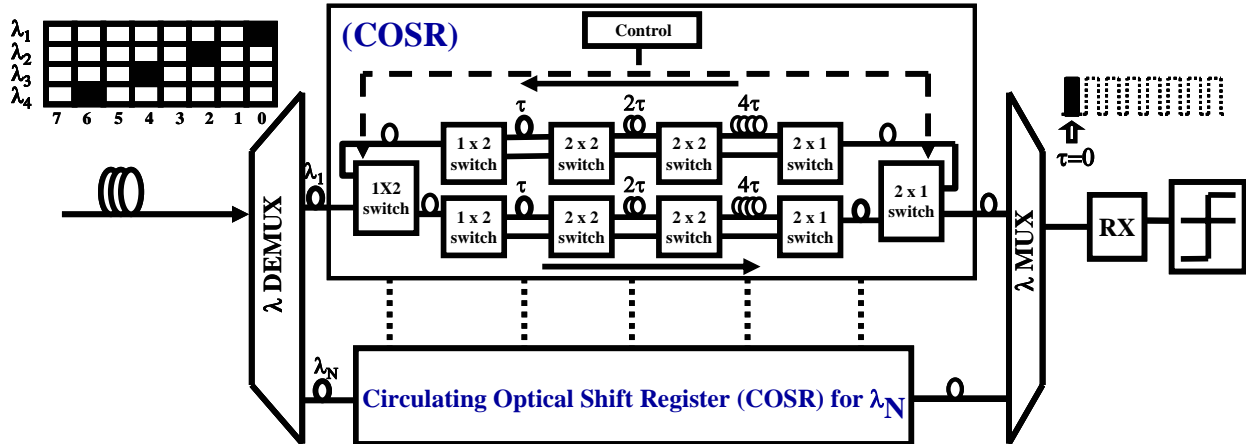 (COSR)
Control
λ1
λ2
λ3
λ4
7 6 5 4 3 2 1 0
τ 2τ 4τ
1 x 2 switch
2 x 2 switch
2 x 2 switch
2 x 1 switch
τ=0
λ1
1X2 switch
2 x 1 switch
τ 2τ 4τ
1 x 2 switch
2 x 2 switch
2 x 2 switch
2 x 1 switch
λ DEMUX
λ MUX
RX
λN
Circulating Optical Shift Register (COSR) for λN